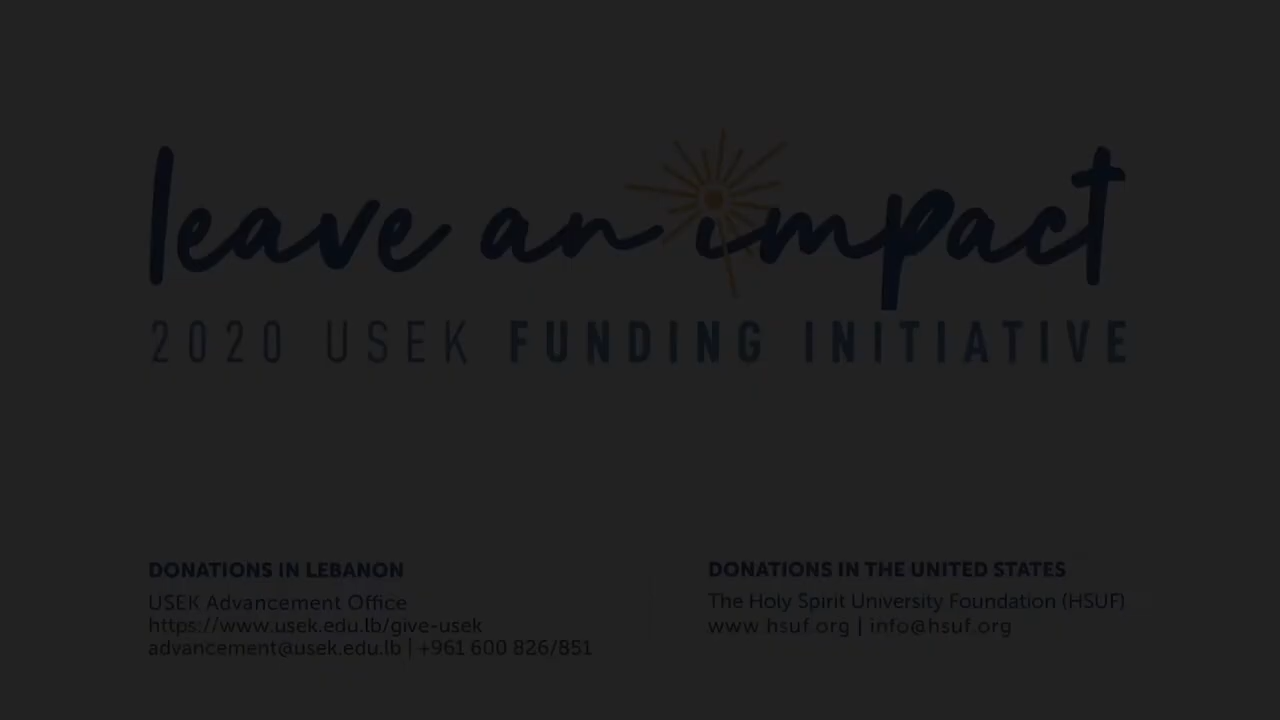 leave an impact
2020 USEK FUNDING INITIATIVE
DONATIONS IN LEBANON
USEK Advancement Office
https://www.usek.edu.lb/give-usek
advancement@usek.edu.lb | +961 600 826/851
DONATIONS IN THE UNITED STATES
The Holy Spirit University Foundation (HSUF)
www.hsuf.org | info@hsuf.org